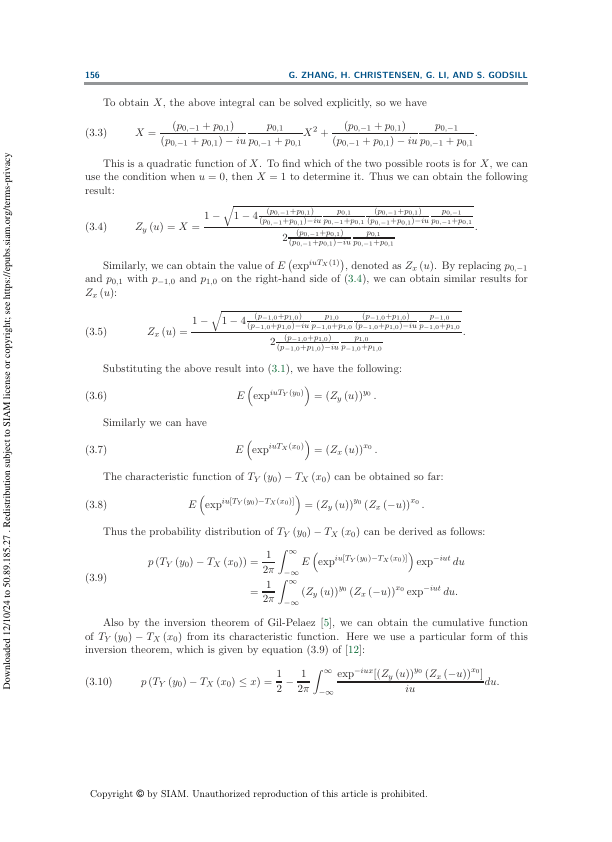 156 G. ZHANG, H. CHRISTENSEN, G. LI, AND S. GODSILL
To obtain X, the above integral can be solved explicitly, so we have
(3.3) X = \frac{(p_{0,-1} + p_{0,1})}{(p_{0,-1} + p_{0,1}) - iu} \frac{p_{0,1}}{p_{0,-1} + p_{0,1}} X^2 + \frac{(p_{0,-1} + p_{0,1})}{(p_{0,-1} + p_{0,1}) - iu} \frac{p_{0,-1}}{p_{0,-1} + p_{0,1}}.
This is a quadratic function of X. To find which of the two possible roots is for X, we can
use the condition when u = 0, then X = 1 to determine it. Thus we can obtain the following
result:
(3.4) Z_y (u) = X = \frac{1 - \sqrt{1 - 4 \frac{(p_{0,-1}+p_{0,1})}{(p_{0,-1}+p_{0,1})-iu} \frac{p_{0,1}}{p_{0,-1}+p_{0,1}} \frac{(p_{0,-1}+p_{0,1})}{(p_{0,-1}+p_{0,1})-iu} \frac{p_{0,-1}}{p_{0,-1}+p_{0,1}}}}{2 \frac{(p_{0,-1}+p_{0,1})}{(p_{0,-1}+p_{0,1})-iu} \frac{p_{0,1}}{p_{0,-1}+p_{0,1}}}.
Similarly, we can obtain the value of E (exp^{iuT_X(1)}), denoted as Z_x (u). By replacing p_{0,-1}
and p_{0,1} with p_{-1,0} and p_{1,0} on the right-hand side of (3.4), we can obtain similar results for
Z_x (u):
(3.5) Z_x (u) = \frac{1 - \sqrt{1 - 4 \frac{(p_{-1,0}+p_{1,0})}{(p_{-1,0}+p_{1,0})-iu} \frac{p_{1,0}}{p_{-1,0}+p_{1,0}} \frac{(p_{-1,0}+p_{1,0})}{(p_{-1,0}+p_{1,0})-iu} \frac{p_{-1,0}}{p_{-1,0}+p_{1,0}}}}{2 \frac{(p_{-1,0}+p_{1,0})}{(p_{-1,0}+p_{1,0})-iu} \frac{p_{1,0}}{p_{-1,0}+p_{1,0}}}.
Substituting the above result into (3.1), we have the following:
(3.6) E (exp^{iuT_Y(y_0)}) = (Z_y (u))^{y_0} .
Similarly we can have
(3.7) E (exp^{iuT_X(x_0)}) = (Z_x (u))^{x_0} .
The characteristic function of T_Y (y_0) − T_X (x_0) can be obtained so far:
(3.8) E (exp^{iu[T_Y(y_0)-T_X(x_0)]}) = (Z_y (u))^{y_0} (Z_x (−u))^{x_0} .
Thus the probability distribution of T_Y (y_0) − T_X (x_0) can be derived as follows:
(3.9) p (T_Y (y_0) − T_X (x_0)) = \frac{1}{2π} \int_{-∞}^{∞} E (exp^{iu[T_Y(y_0)-T_X(x_0)]}) exp^{-iut} du
= \frac{1}{2π} \int_{-∞}^{∞} (Z_y (u))^{y_0} (Z_x (−u))^{x_0} exp^{-iut} du.
Also by the inversion theorem of Gil-Pelaez [5], we can obtain the cumulative function
of T_Y (y_0) − T_X (x_0) from its characteristic function. Here we use a particular form of this
inversion theorem, which is given by equation (3.9) of [12]:
(3.10) p (T_Y (y_0) − T_X (x_0) ≤ x) = \frac{1}{2} − \frac{1}{2π} \int_{-∞}^{∞} \frac{exp^{-iux} [(Z_y (u))^{y_0} (Z_x (−u))^{x_0}]}{iu} du.
Copyright © by SIAM. Unauthorized reproduction of this article is prohibited.
Downloaded 12/10/24 to 50.89.185.27 . Redistribution subject to SIAM license or copyright; see https://epubs.siam.org/terms-privacy